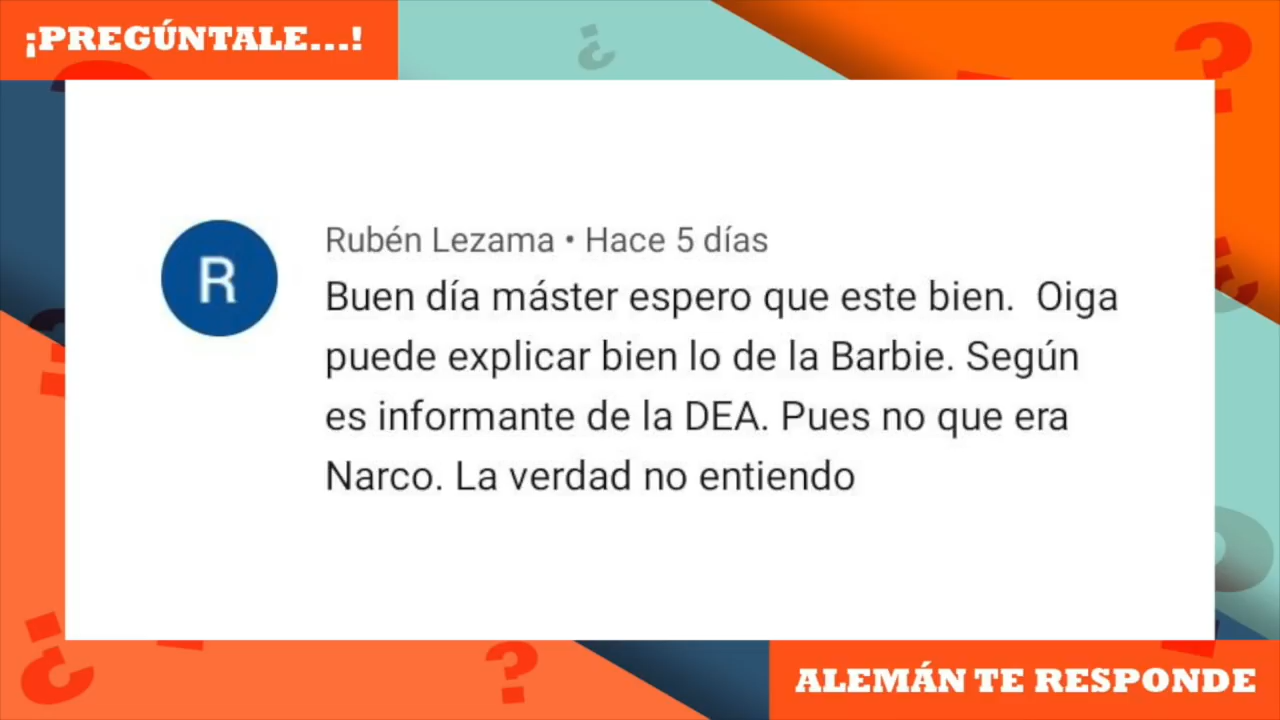 ¡PREGÚNTALE...!
R
Rubén Lezama • Hace 5 días
Buen día máster espero que este bien.  Oiga
puede explicar bien lo de la Barbie. Según
es informante de la DEA. Pues no que era
Narco. La verdad no entiendo
ALEMÁN TE RESPONDE